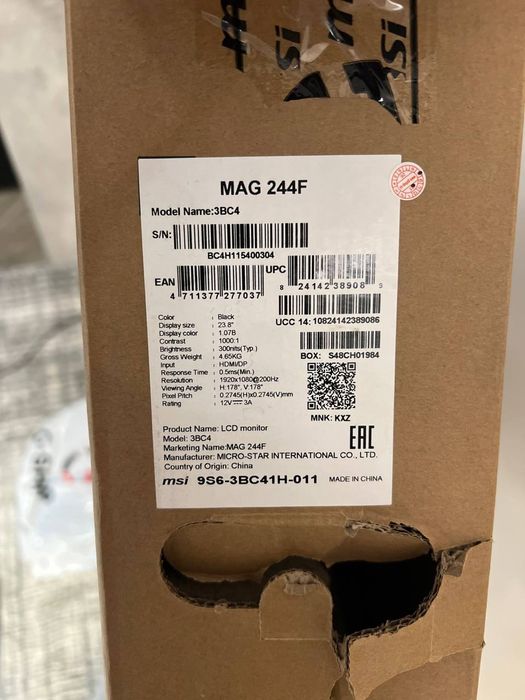 msi
msi
MAG 244F
Model Name:3BC4
S/N:
BC4H115400304
EAN
4 711377 277037
UPC
8 24142 38908
UCC 14: 10824142389086
BOX: S48CH01984
Color : Black
Display size : 23.8"
Display color : 1.07B
Contrast : 1000:1
Brightness : 300nits(Typ.)
Gross Weight : 4.65KG
Input : HDMI/DP
Response Time : 0.5ms(Min.)
Resolution : 1920x1080@200Hz
Viewing Angle : H:178°, V:178°
Pixel Pitch : 0.2745(H)x0.2745(V)mm
Rating : 12V⎓ 3A
MNK: KXZ
Product Name: LCD monitor
Model: 3BC4
Marketing Name:MAG 244F
Manufacturer: MICRO-STAR INTERNATIONAL CO., LTD.
Country of Origin: China
EAC
msi 9S6-3BC41H-011 MADE IN CHINA